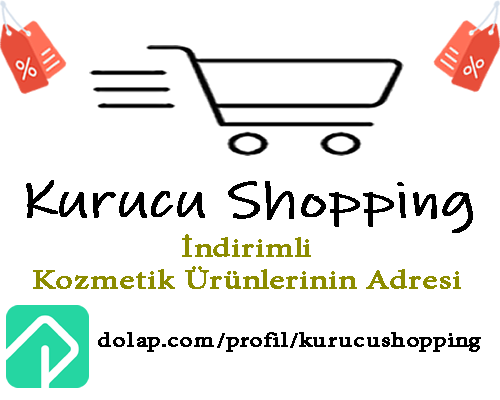 %
%
Kurucu Shopping
İndirimli
Kozmetik Ürünlerinin Adresi
dolap.com/profil/kurucushopping